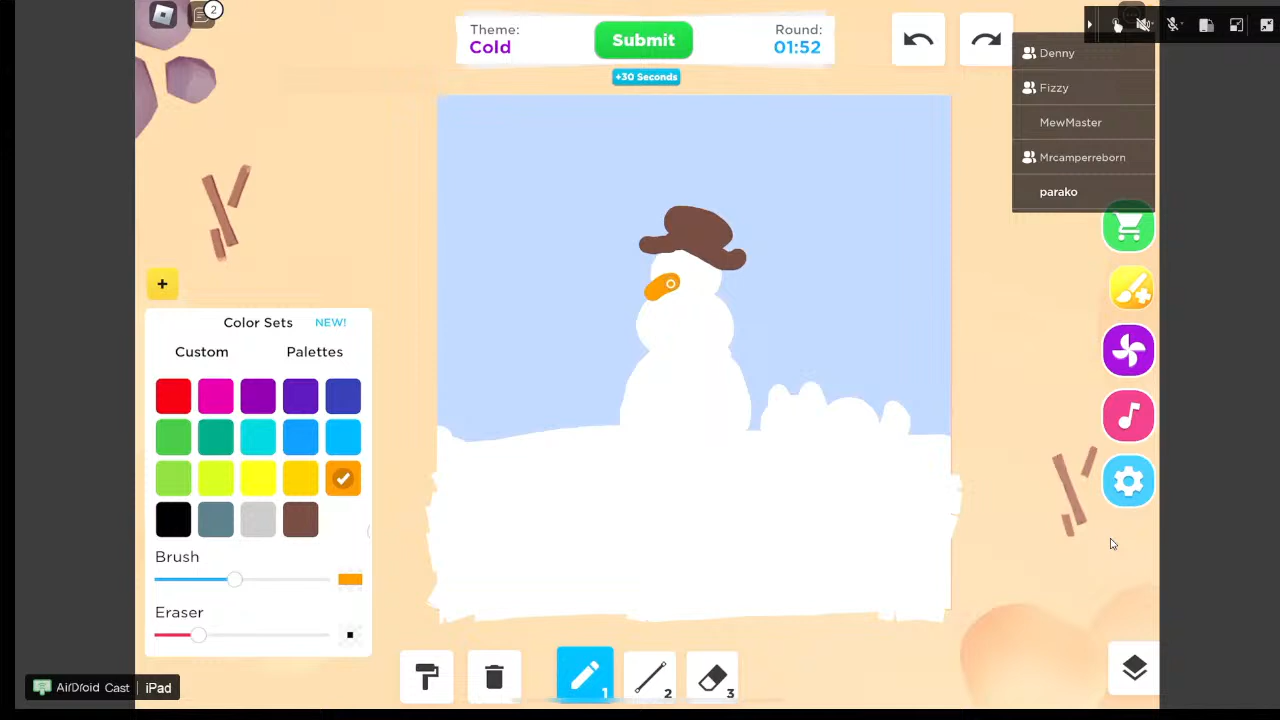 2
Theme:
Cold
Submit
Round:
01:52
+30 Seconds
Denny
Fizzy
MewMaster
Mrcamperreborn
parako
+
Color Sets NEW!
Custom Palettes
Brush
Eraser
1
2
3
AirDroid Cast | iPad